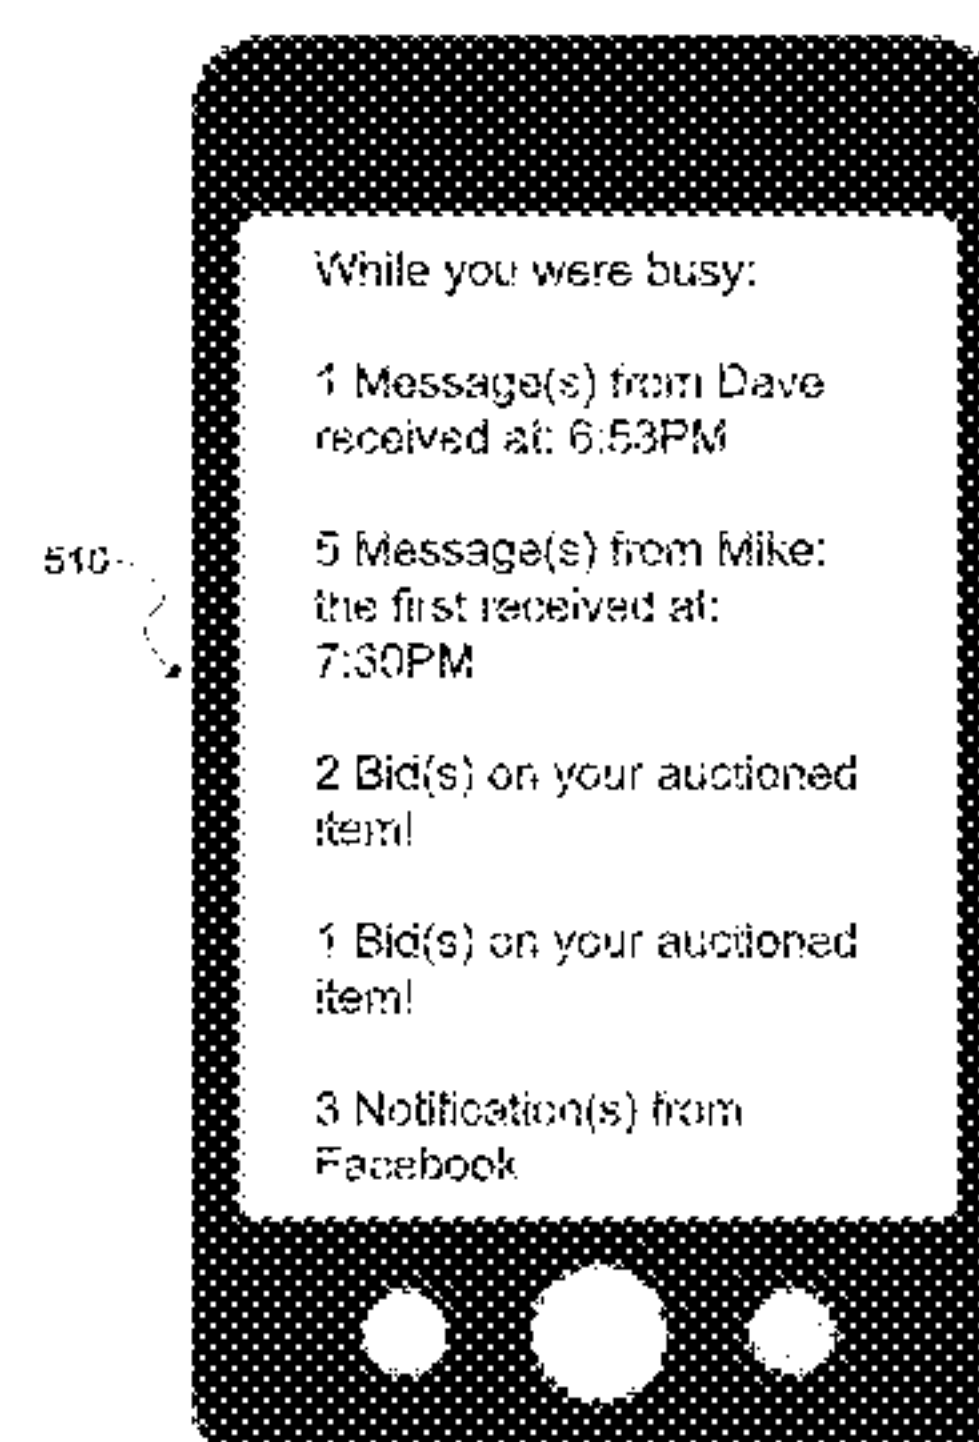 While you were busy:
1 Message(s) from Dave
received at: 6:53PM
510
5 Message(s) from Mike:
the first received at:
7:30PM
2 Bid(s) on your auctioned
item!
1 Bid(s) on your auctioned
item!
3 Notification(s) from
Facebook